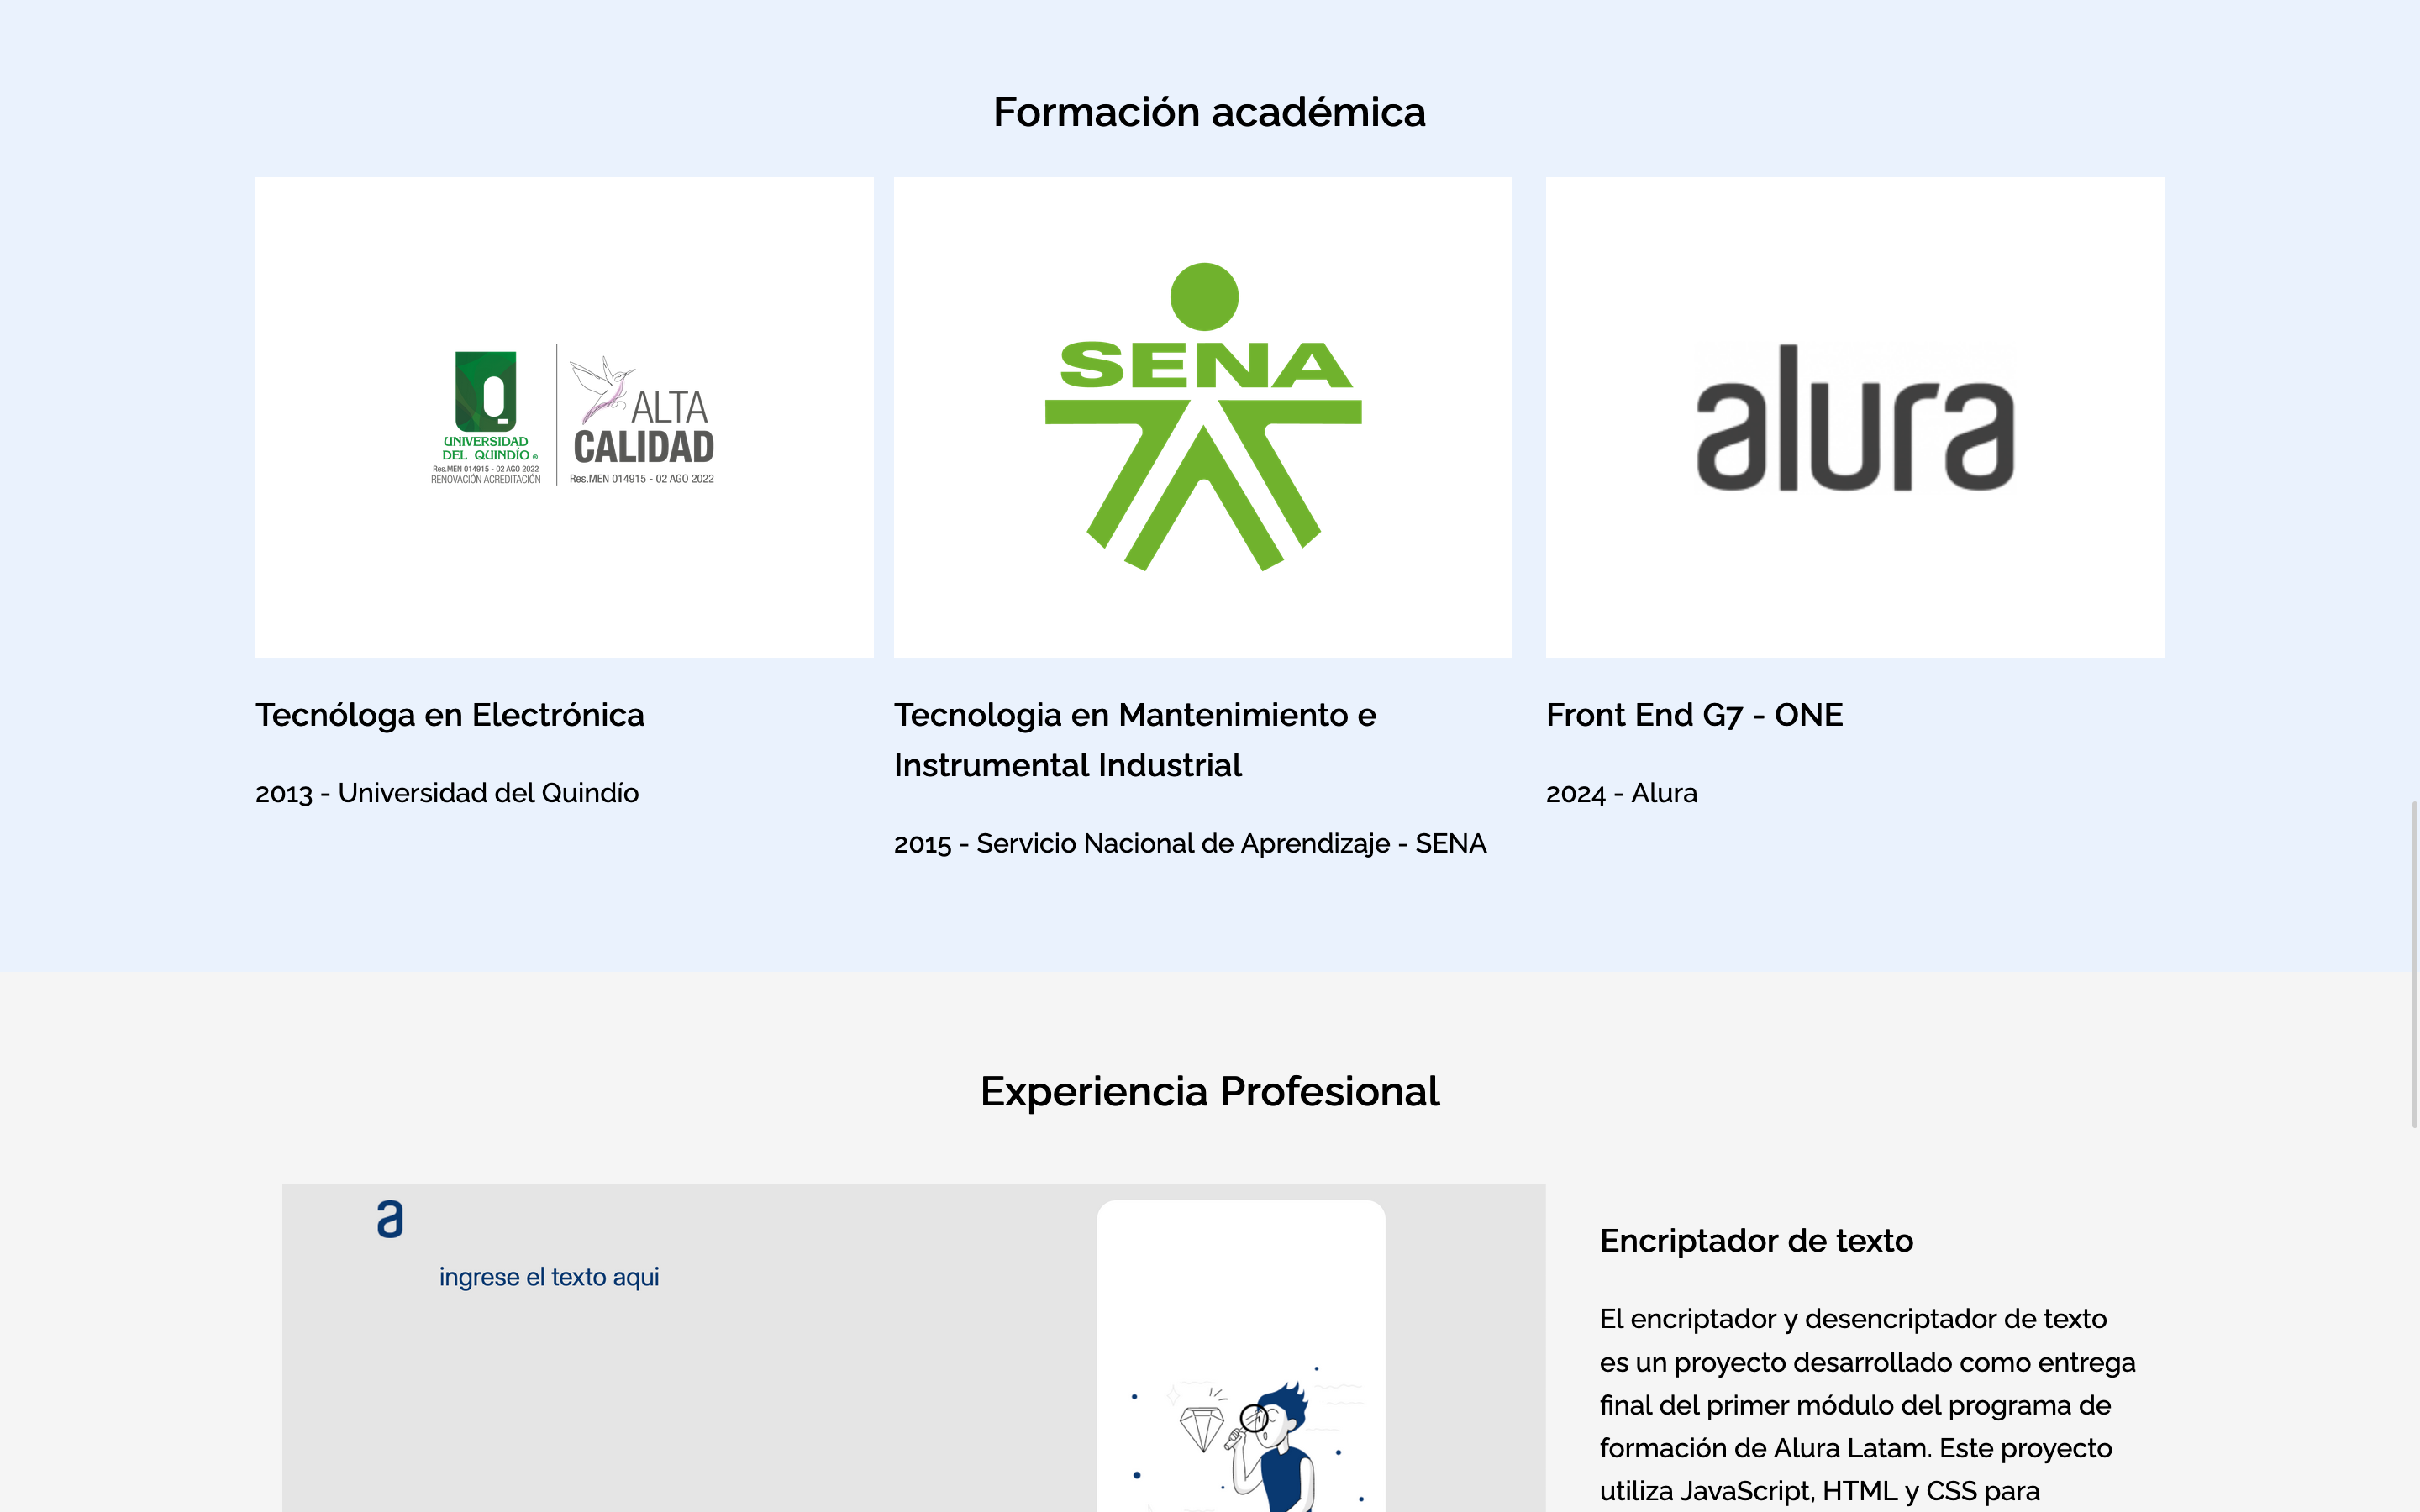 Formación académica
UNIVERSIDAD
DEL QUINDÍO ®
Res.MEN 014915 - 02 AGO 2022
RENOVACIÓN ACREDITACIÓN
ALTA
CALIDAD
Res.MEN 014915 - 02 AGO 2022
SENA
alura
Tecnóloga en Electrónica
2013 - Universidad del Quindío
Tecnologia en Mantenimiento e
Instrumental Industrial
2015 - Servicio Nacional de Aprendizaje - SENA
Front End G7 - ONE
2024 - Alura
Experiencia Profesional
a
ingrese el texto aqui
Encriptador de texto
El encriptador y desencriptador de texto
es un proyecto desarrollado como entrega
final del primer módulo del programa de
formación de Alura Latam. Este proyecto
utiliza JavaScript, HTML y CSS para